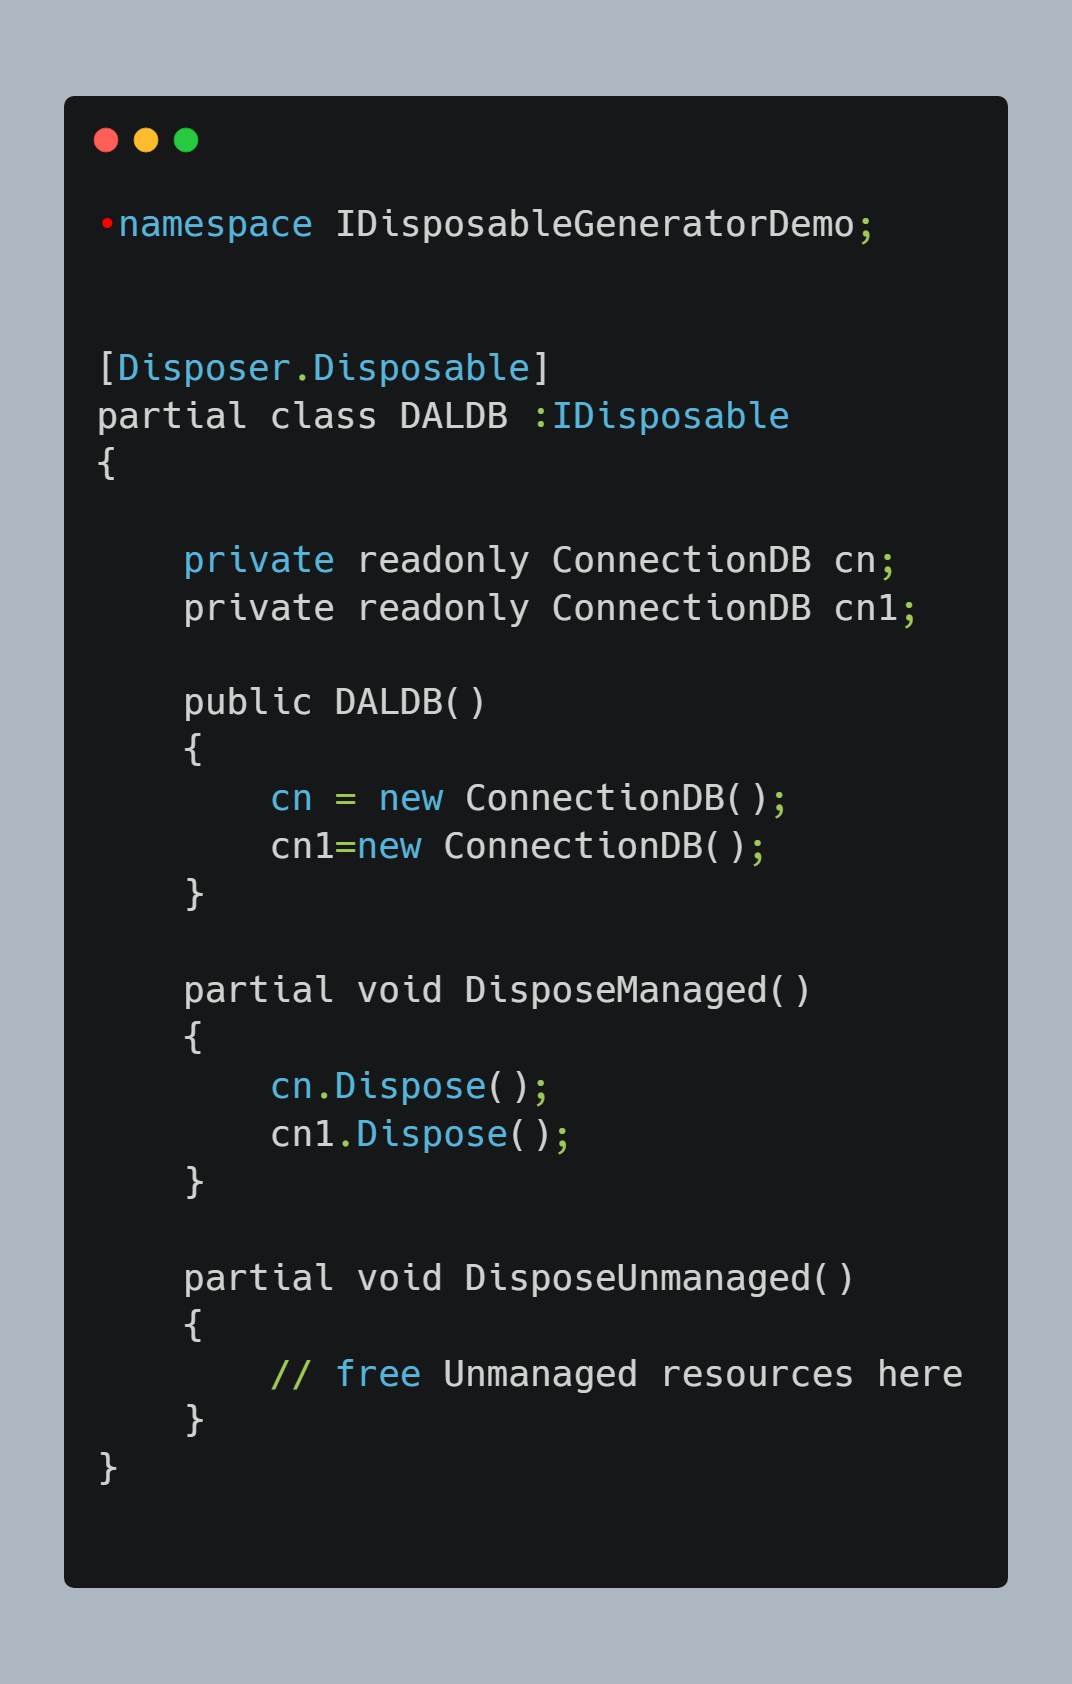 •namespace IDisposableGeneratorDemo;
[Disposer.Disposable]
partial class DALDB :IDisposable
{
    private readonly ConnectionDB cn;
    private readonly ConnectionDB cn1;
    public DALDB()
    {
        cn = new ConnectionDB();
        cn1=new ConnectionDB();
    }
    partial void DisposeManaged()
    {
        cn.Dispose();
        cn1.Dispose();
    }
    partial void DisposeUnmanaged()
    {
        // free Unmanaged resources here
    }
}